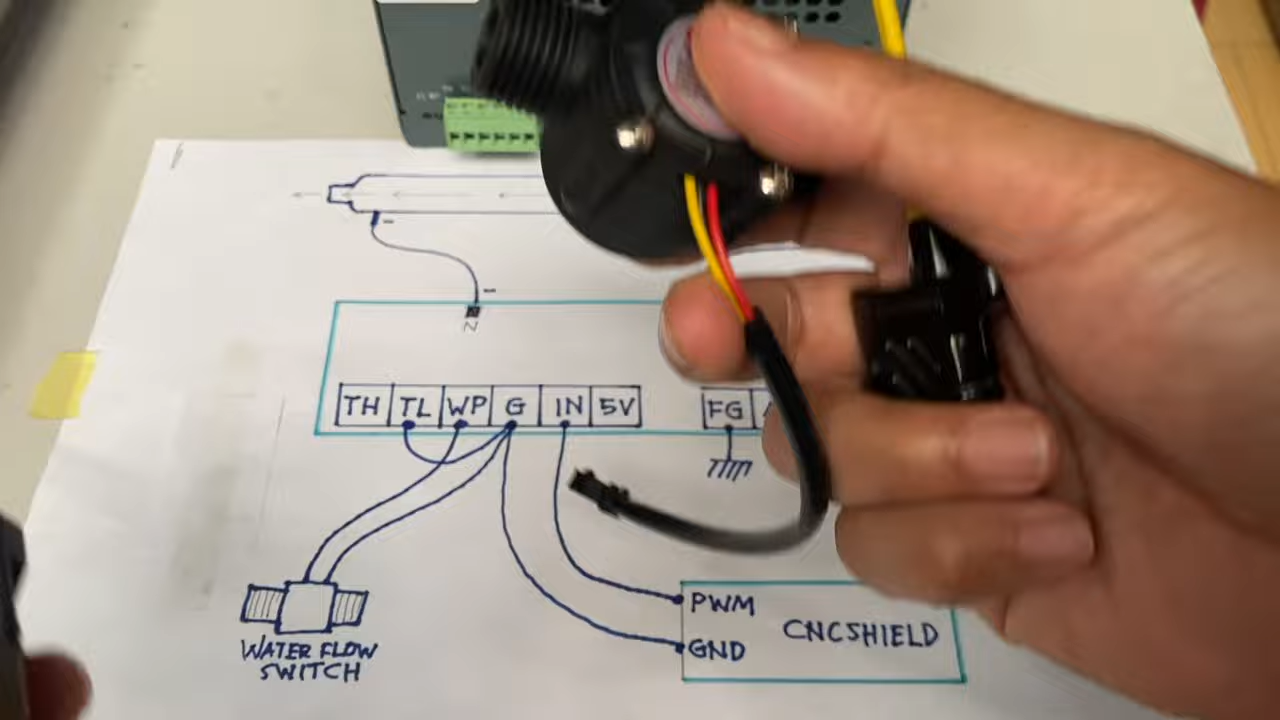 N
TH TL WP G IN 5V FG
PWM
CNCSHIELD
GND
WATER FLOW
SWITCH